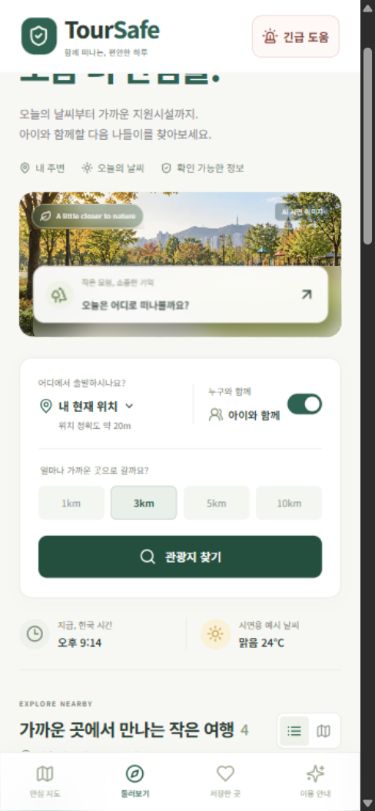 TourSafe
함께 떠나는, 편안한 하루
긴급 도움
오늘의 날씨부터 가까운 지원시설까지.
아이와 함께할 다음 나들이를 찾아보세요.
내 주변
오늘의 날씨
확인 가능한 정보
A little closer to nature
AI 시연 이미지
작은 모험, 소중한 기억
오늘은 어디로 떠나볼까요?
어디에서 출발하시나요?
내 현재 위치
위치 정확도 약 20m
누구와 함께
아이와 함께
얼마나 가까운 곳으로 갈까요?
1km
3km
5km
10km
관광지 찾기
지금, 한국 시간
오후 9:14
시연용 예시 날씨
맑음 24°C
EXPLORE NEARBY
가까운 곳에서 만나는 작은 여행 4
안심 지도
둘러보기
저장한 곳
이용 안내